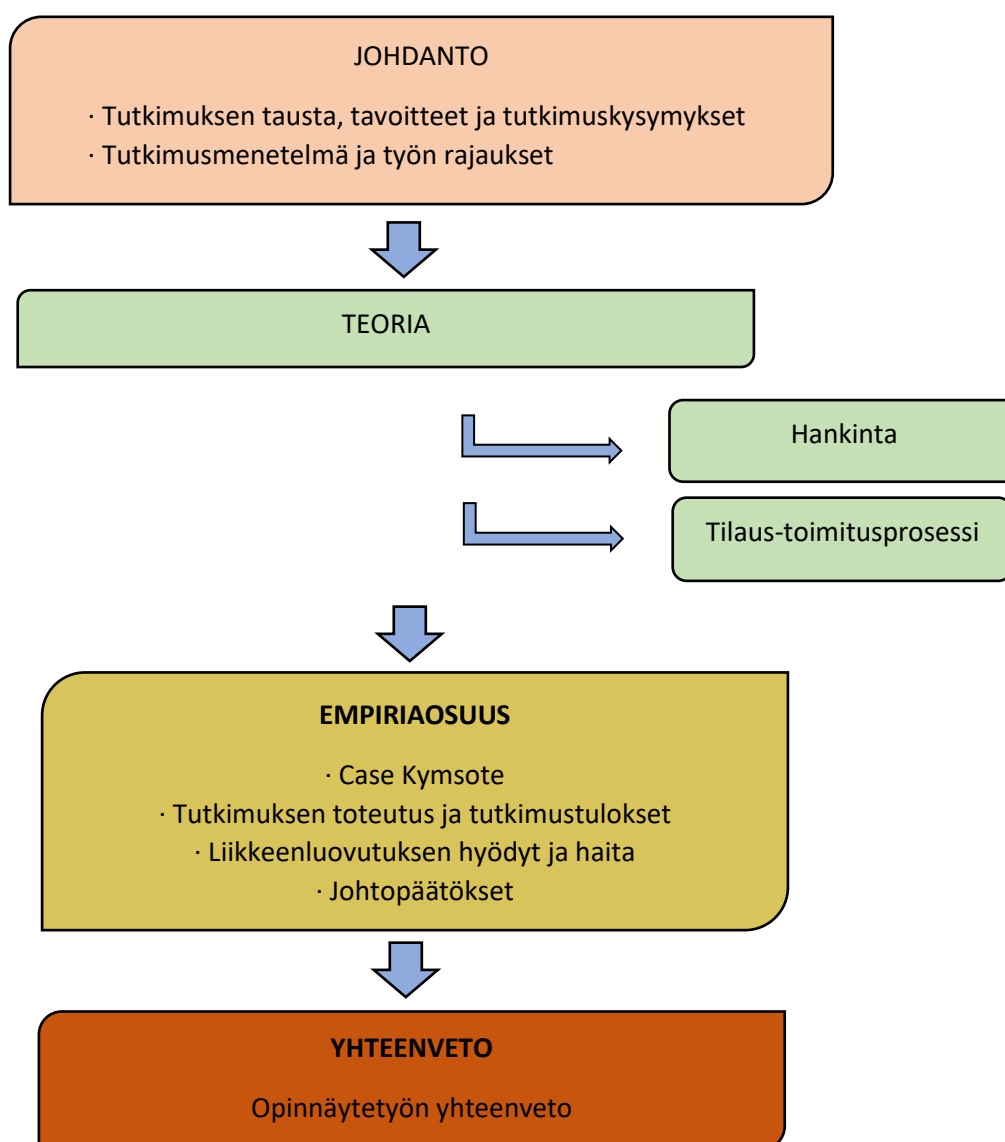 JOHDANTO
· Tutkimuksen tausta, tavoitteet ja tutkimuskysymykset
· Tutkimusmenetelmä ja työn rajaukset
TEORIA
Hankinta
Tilaus-toimitusprosessi
EMPIRIAOSUUS
· Case Kymsote
· Tutkimuksen toteutus ja tutkimustulokset
· Liikkeenluovutuksen hyödyt ja haita
· Johtopäätökset
YHTEENVETO
Opinnäytetyön yhteenveto